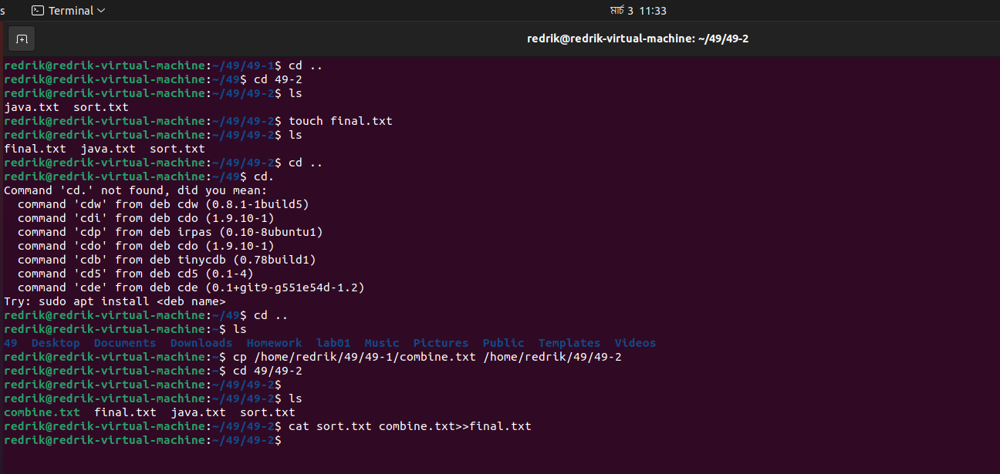 s Terminal মার্চ 3 11:33
redrik@redrik-virtual-machine: ~/49/49-2
redrik@redrik-virtual-machine:~/49/49-1$ cd ..
redrik@redrik-virtual-machine:~/49$ cd 49-2
redrik@redrik-virtual-machine:~/49/49-2$ ls
java.txt  sort.txt
redrik@redrik-virtual-machine:~/49/49-2$ touch final.txt
redrik@redrik-virtual-machine:~/49/49-2$ ls
final.txt  java.txt  sort.txt
redrik@redrik-virtual-machine:~/49/49-2$ cd ..
redrik@redrik-virtual-machine:~/49$ cd.
Command 'cd.' not found, did you mean:
  command 'cdw' from deb cdw (0.8.1-1build5)
  command 'cdi' from deb cdo (1.9.10-1)
  command 'cdp' from deb irpas (0.10-8ubuntu1)
  command 'cdo' from deb cdo (1.9.10-1)
  command 'cdb' from deb tinycdb (0.78build1)
  command 'cd5' from deb cd5 (0.1-4)
  command 'cde' from deb cde (0.1+git9-g551e54d-1.2)
Try: sudo apt install <deb name>
redrik@redrik-virtual-machine:~/49$ cd ..
redrik@redrik-virtual-machine:~$ ls
49  Desktop  Documents  Downloads  Homework  lab01  Music  Pictures  Public  Templates  Videos
redrik@redrik-virtual-machine:~$ cp /home/redrik/49/49-1/combine.txt /home/redrik/49/49-2
redrik@redrik-virtual-machine:~$ cd 49/49-2
redrik@redrik-virtual-machine:~/49/49-2$
redrik@redrik-virtual-machine:~/49/49-2$ ls
combine.txt  final.txt  java.txt  sort.txt
redrik@redrik-virtual-machine:~/49/49-2$ cat sort.txt combine.txt>>final.txt
redrik@redrik-virtual-machine:~/49/49-2$